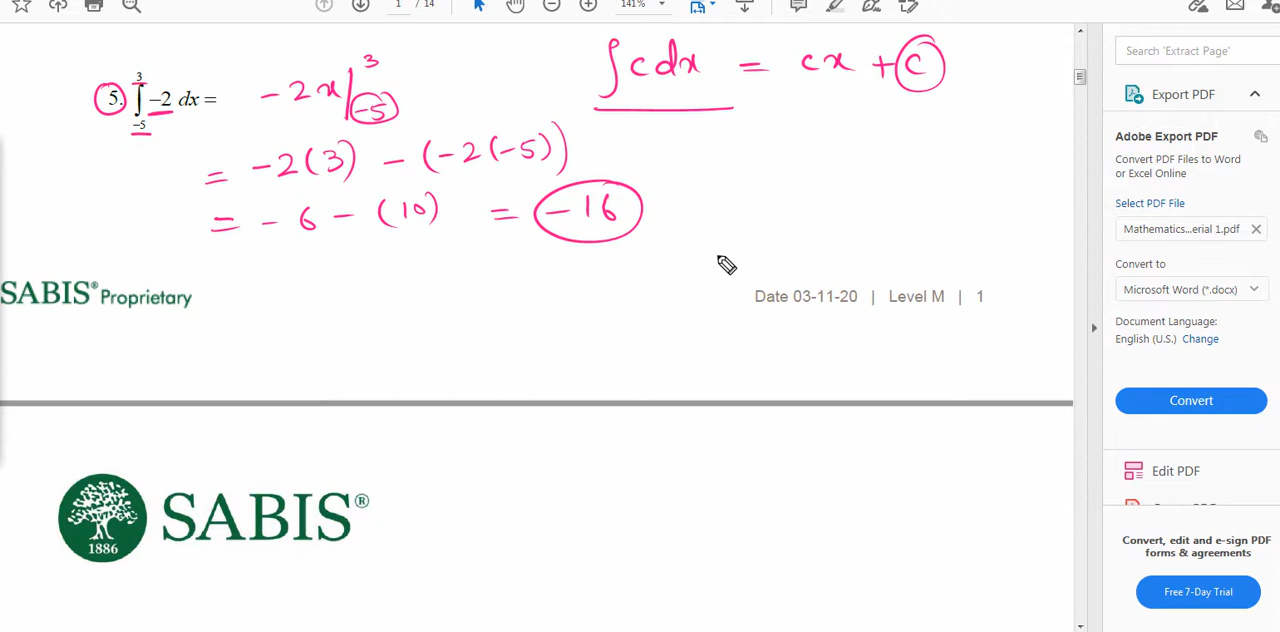 1 / 14
141%
∫ c dx = cx + c
5. ∫₋₅³ –2 dx = –2x |₋₅³
= –2(3) – (–2(–5))
= –6 – (10) = –16
SABIS® Proprietary
Date 03-11-20 | Level M | 1
SABIS®
1886
Search 'Extract Page'
Export PDF
Adobe Export PDF
Convert PDF Files to Word
or Excel Online
Select PDF File
Mathematics...erial 1.pdf
Convert to
Microsoft Word (*.docx)
Document Language:
English (U.S.) Change
Convert
Edit PDF
Convert, edit and e-sign PDF
forms & agreements
Free 7-Day Trial